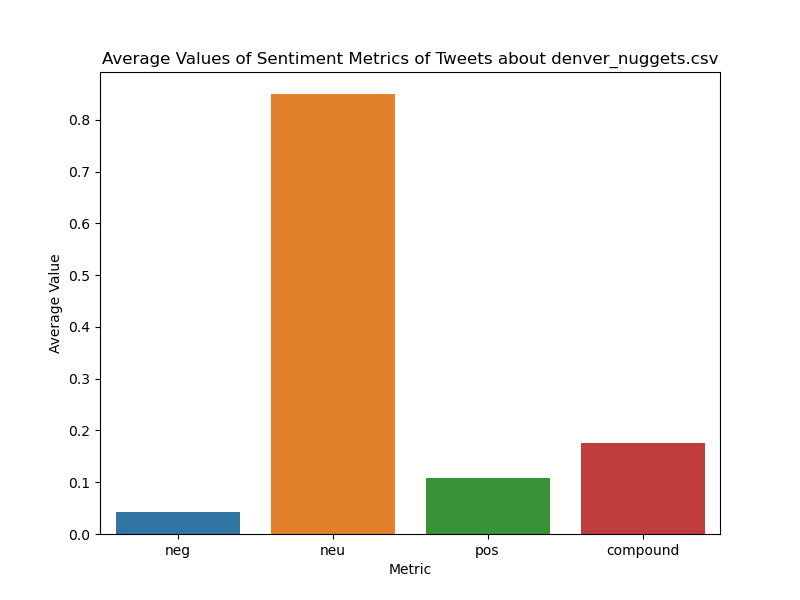 Average Values of Sentiment Metrics of Tweets about denver_nuggets.csv
0.8
0.7
0.6
0.5
0.4
0.3
0.2
0.1
0.0
Average Value
neg neu pos compound
Metric